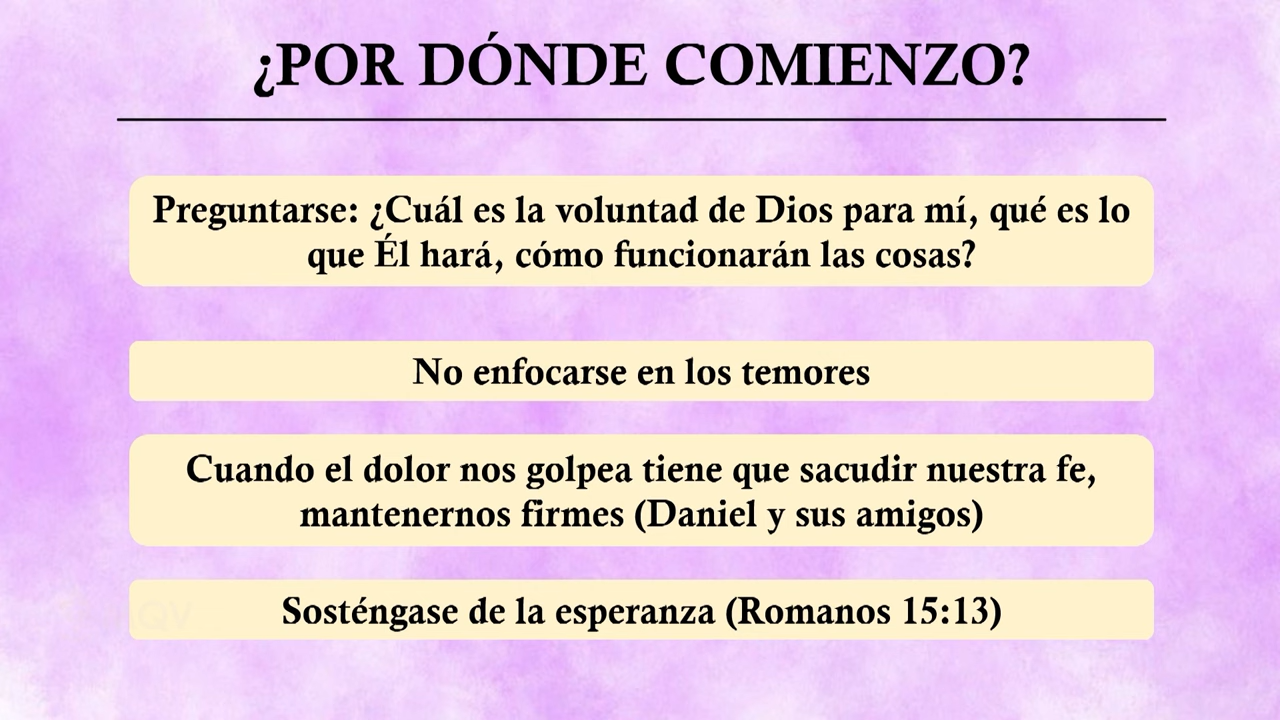 ¿POR DÓNDE COMIENZO?
Preguntarse: ¿Cuál es la voluntad de Dios para mí, qué es lo
que Él hará, cómo funcionarán las cosas?
No enfocarse en los temores
Cuando el dolor nos golpea tiene que sacudir nuestra fe,
mantenernos firmes (Daniel y sus amigos)
QV
Sosténgase de la esperanza (Romanos 15:13)